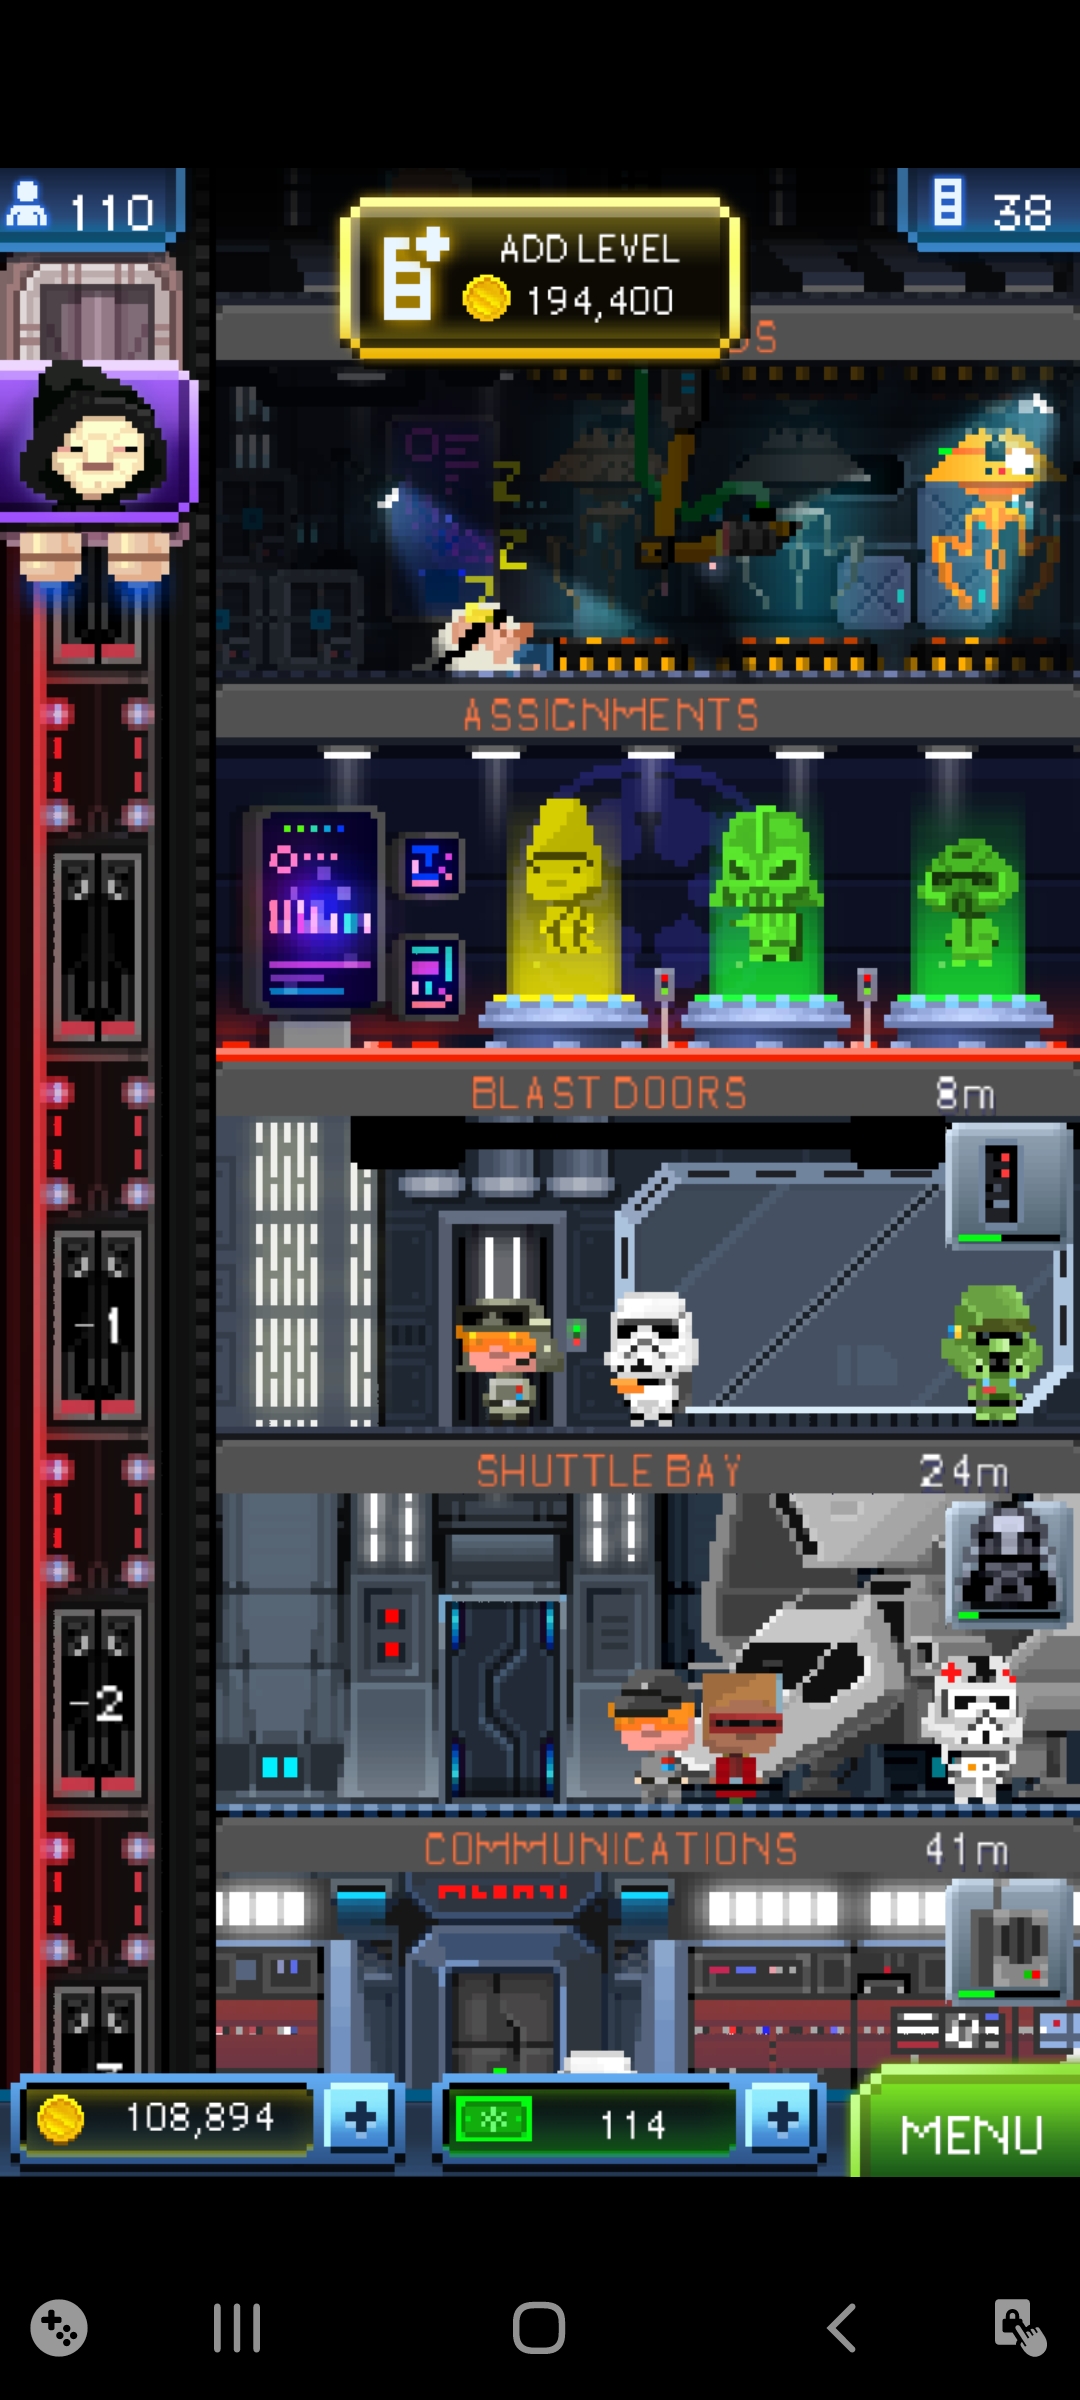 110
ADD LEVEL
194,400
38
DS
Z
Z
Z
ASSIGNMENTS
BLAST DOORS 8m
-1
SHUTTLE BAY 24m
-2
COMMUNICATIONS 41m
108,894
114
MENU